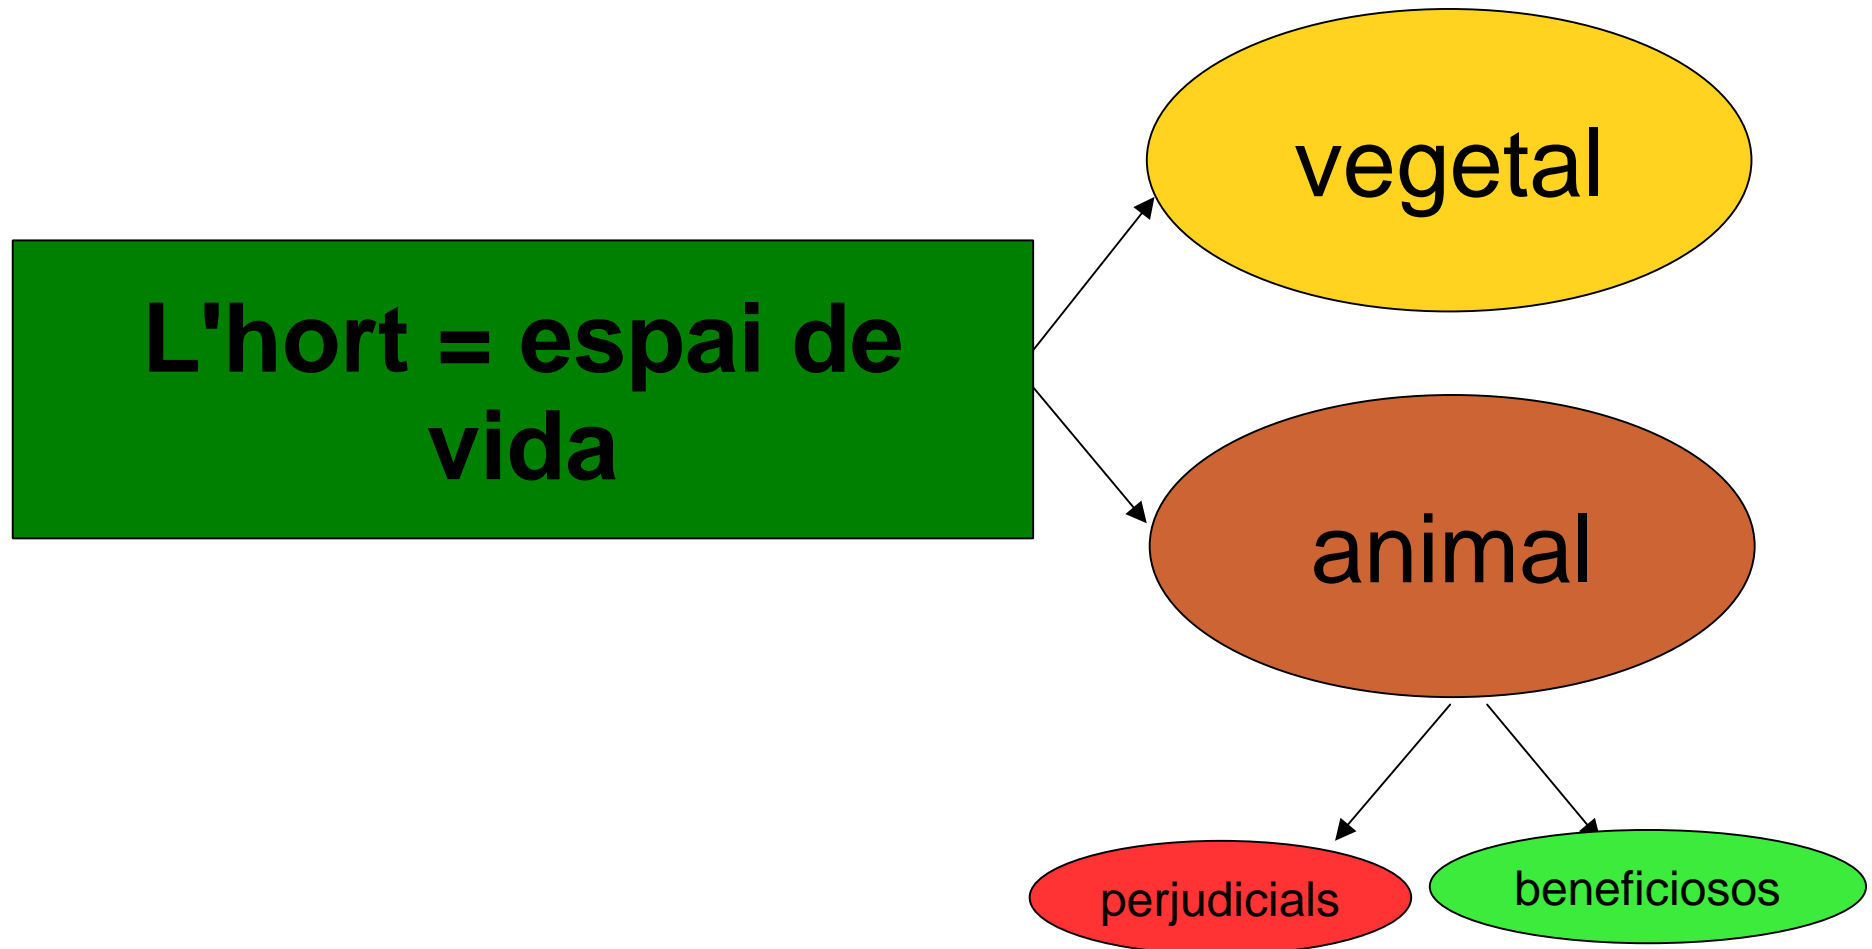 vegetal
L'hort = espai de
vida
animal
perjudicials
beneficiosos